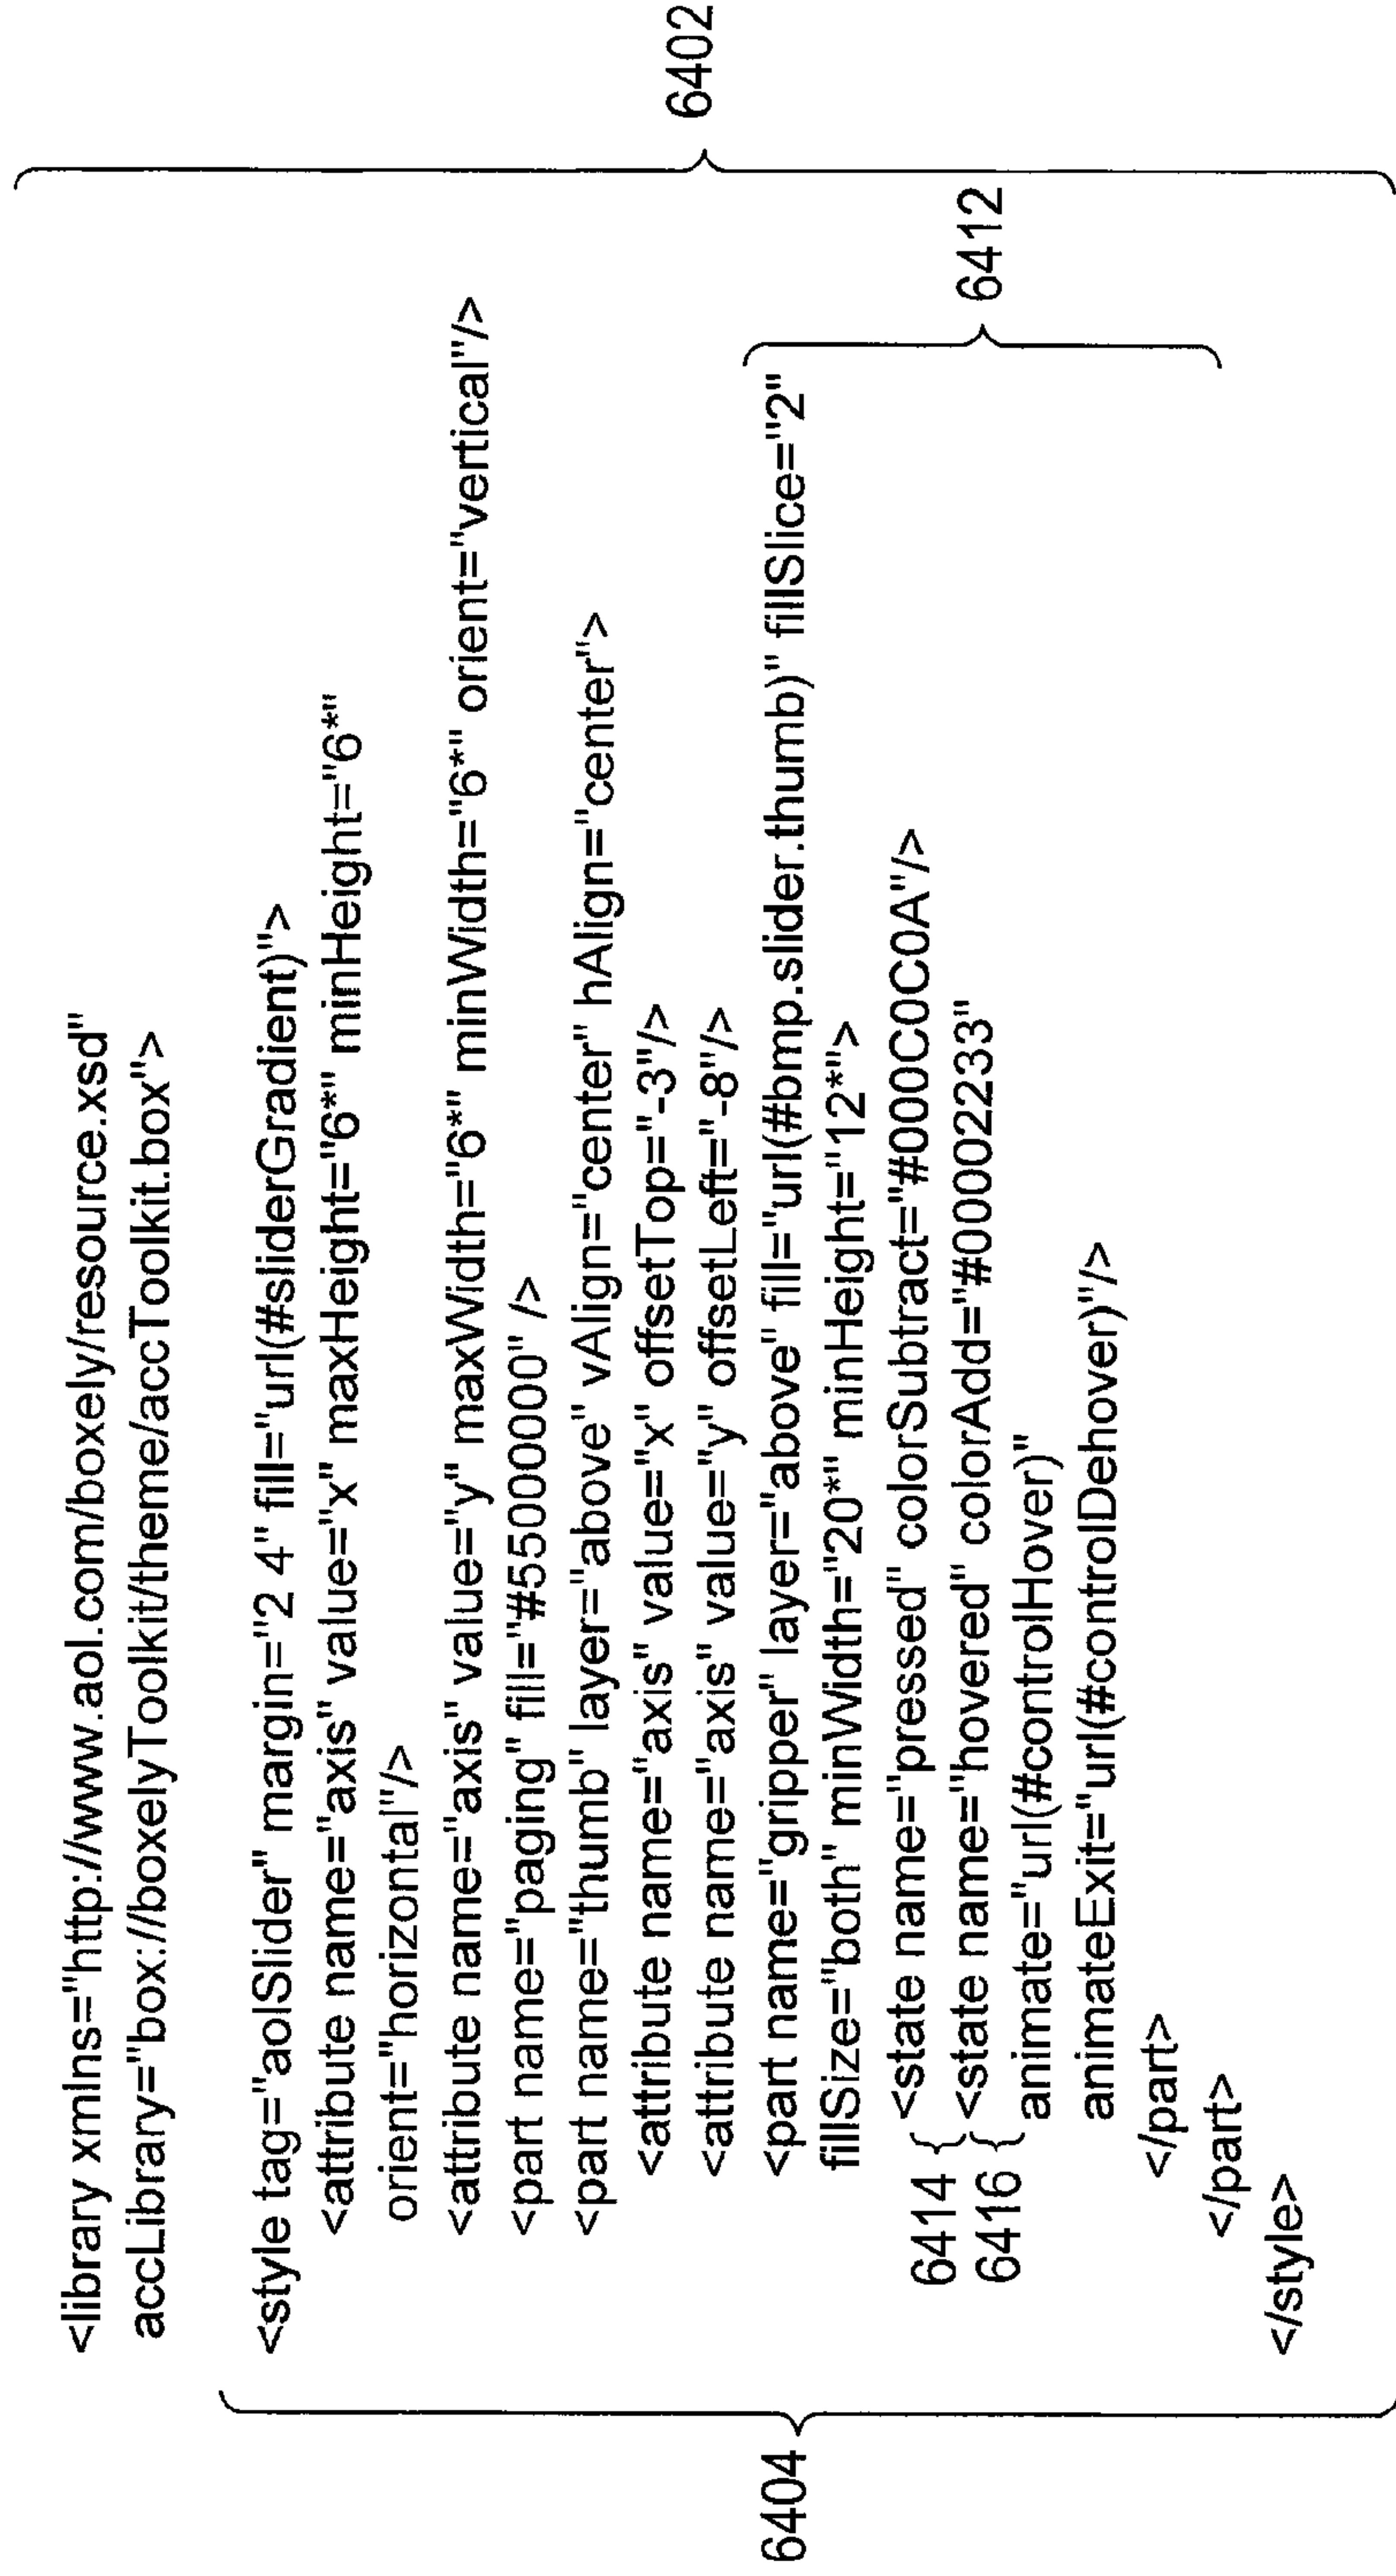 <library xmlns="http://www.aol.com/boxely/resource.xsd"
accLibrary="box://boxelyToolkit/theme/accToolkit.box">
<style tag="aolSlider" margin="2 4" fill="url(#sliderGradient)">
<attribute name="axis" value="x" maxHeight="6*" minHeight="6*"
orient="horizontal"/>
<attribute name="axis" value="y" maxWidth="6*" minWidth="6*" orient="vertical"/>
<part name="paging" fill="#55000000" />
<part name="thumb" layer="above" vAlign="center" hAlign="center">
<attribute name="axis" value="x" offsetTop="-3"/>
<attribute name="axis" value="y" offsetLeft="-8"/>
<part name="gripper" layer="above" fill="url(#bmp.slider.thumb)" fillSlice="2"
fillSize="both" minWidth="20*" minHeight="12*">
6414 <state name="pressed" colorSubtract="#000C0C0A"/>
6416 <state name="hovered" colorAdd="#00002233"
animate="url(#controlHover)"
animateExit="url(#controlDehover)"/>
</part>
</part>
</style>
6404
6412
6402